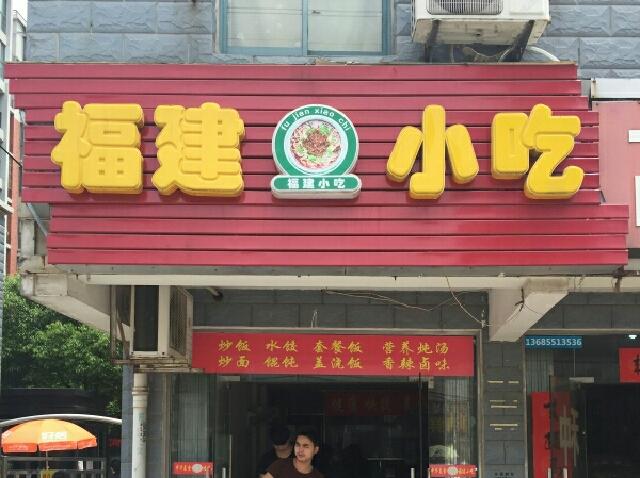 福建 小吃
fu jian xiao chi
福建小吃
炒饭 水饺 套餐饭 营养炖汤
炒面 馄饨 盖浇饭 香辣卤味
13685513536